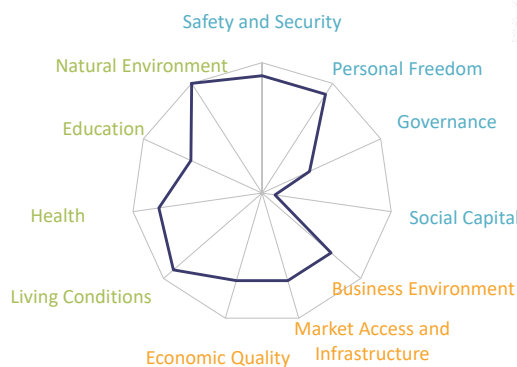 Safety and Security
Personal Freedom
Governance
Social Capital
Business Environment
Market Access and
Infrastructure
Economic Quality
Living Conditions
Health
Education
Natural Environment